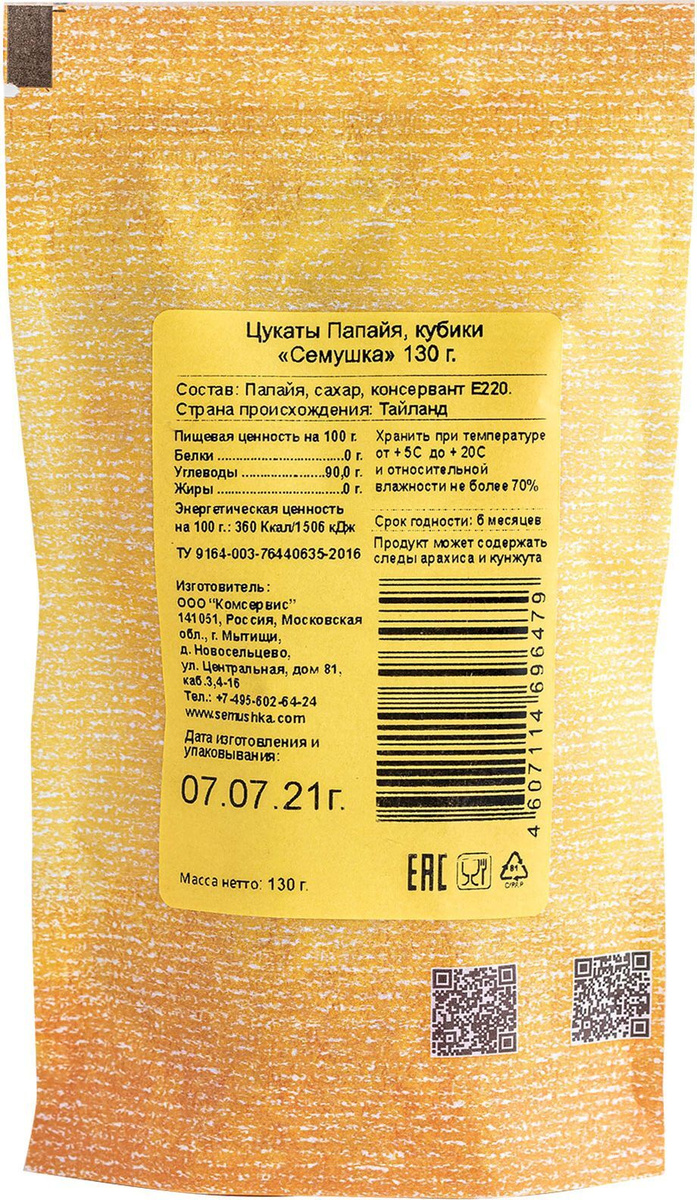 Цукаты Папайя, кубики
«Семушка» 130 г.
Состав: Папайя, сахар, консервант Е220.
Страна происхождения: Тайланд
Пищевая ценность на 100 г.
Белки ........................0 г.
Углеводы ................90,0 г.
Жиры ........................0 г.
Энергетическая ценность
на 100 г.: 360 Ккал/1506 кДж
ТУ 9164-003-76440635-2016
Хранить при температуре
от +5С до +20С
и относительной
влажности не более 70%
Срок годности: 6 месяцев
Продукт может содержать
следы арахиса и кунжута
Изготовитель:
ООО "Комсервис"
141051, Россия, Московская
обл., г. Мытищи,
д. Новосельцево,
ул. Центральная, дом 81,
каб.3,4-16
Тел.: +7-495-602-64-24
www.semushka.com
Дата изготовления и
упаковывания:
07.07.21г.
Масса нетто: 130 г.
4 607114 696479
EAC
81
C/PAP